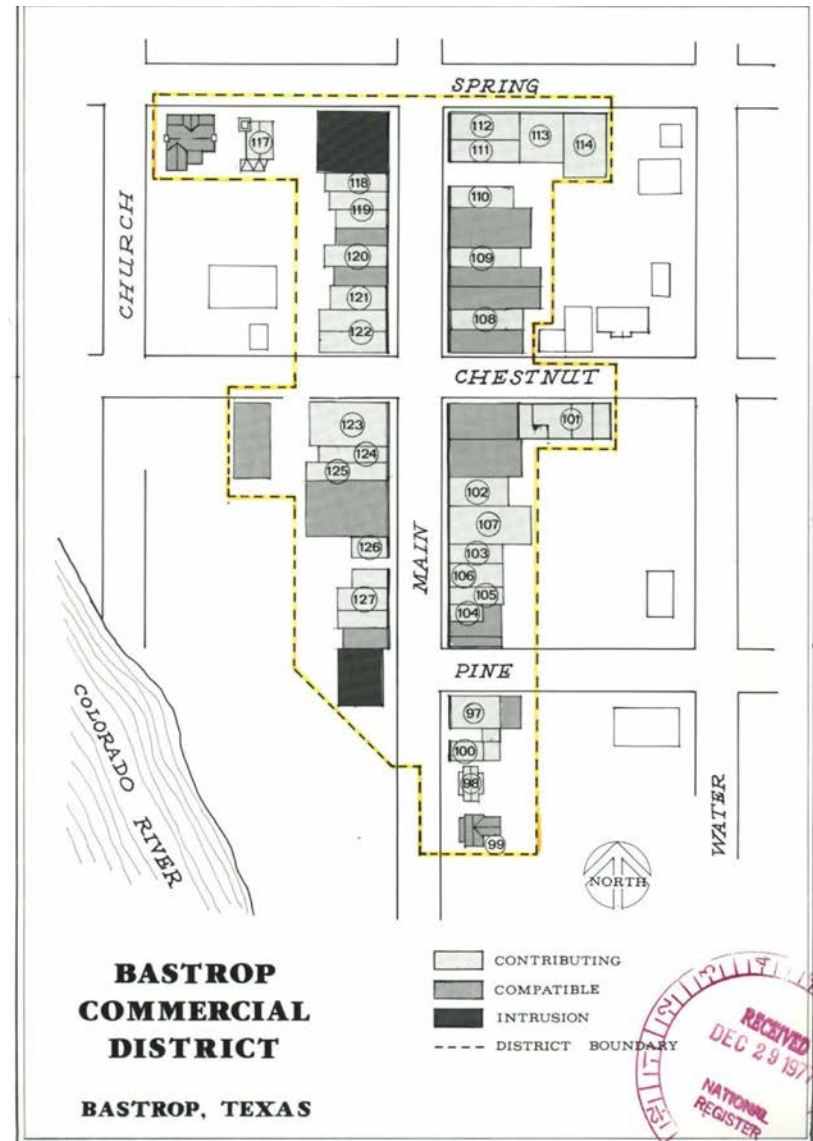 SPRING
112
113
117
111
114
118
110
119
120
109
121
108
122
CHURCH
CHESTNUT
123
101
124
125
102
107
126
103
106
127
105
104
MAIN
PINE
97
100
98
99
COLORADO
RIVER
WATER
NORTH
BASTROP
COMMERCIAL
DISTRICT
BASTROP, TEXAS
CONTRIBUTING
COMPATIBLE
INTRUSION
DISTRICT BOUNDARY
RECEIVED
DEC 29 1977
NATIONAL
REGISTER